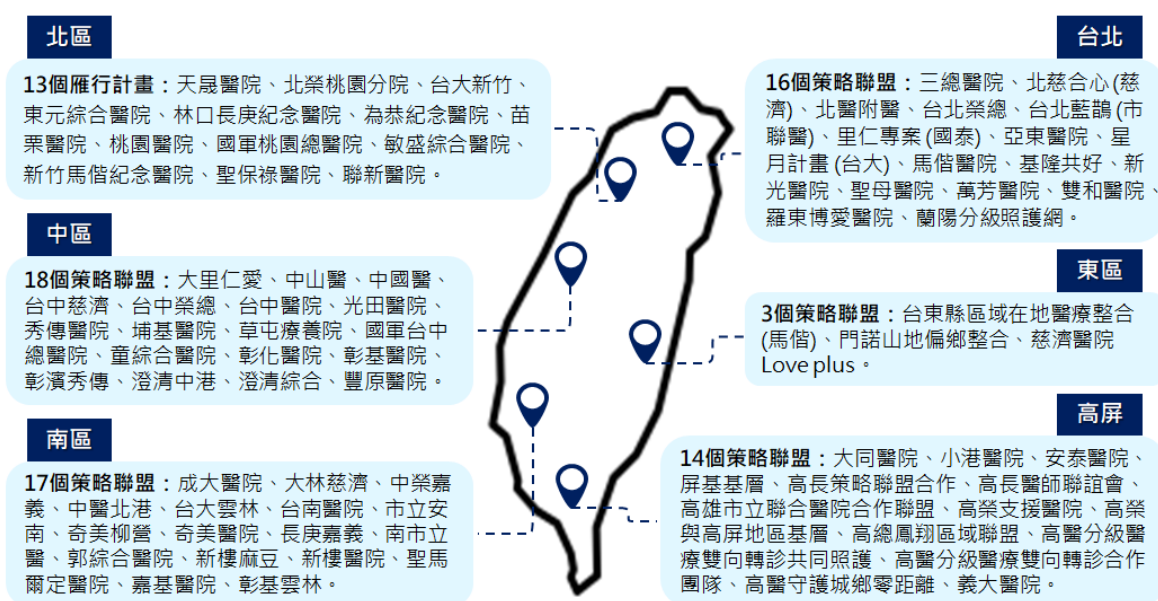 北區
13個雁行計畫：天晟醫院、北榮桃園分院、台大新竹、
東元綜合醫院、林口長庚紀念醫院、為恭紀念醫院、苗
栗醫院、桃園醫院、國軍桃園總醫院、敏盛綜合醫院、
新竹馬偕紀念醫院、聖保祿醫院、聯新醫院。
中區
18個策略聯盟：大里仁愛、中山醫、中國醫、
台中慈濟、台中榮總、台中醫院、光田醫院、
秀傳醫院、埔基醫院、草屯療養院、國軍台中
總醫院、童綜合醫院、彰化醫院、彰基醫院、
彰濱秀傳、澄清中港、澄清綜合、豐原醫院。
南區
17個策略聯盟：成大醫院、大林慈濟、中榮嘉
義、中醫北港、台大雲林、台南醫院、市立安
南、奇美柳營、奇美醫院、長庚嘉義、南市立
醫、郭綜合醫院、新樓麻豆、新樓醫院、聖馬
爾定醫院、嘉基醫院、彰基雲林。
台北
16個策略聯盟：三總醫院、北慈合心(慈
濟)、北醫附醫、台北榮總、台北藍鵲(市
聯醫)、里仁專案(國泰)、亞東醫院、星
月計畫(台大)、馬偕醫院、基隆共好、新
光醫院、聖母醫院、萬芳醫院、雙和醫院、
羅東博愛醫院、蘭陽分級照護網。
東區
3個策略聯盟：台東縣區域在地醫療整合
(馬偕)、門諾山地偏鄉整合、慈濟醫院
Love plus。
高屏
14個策略聯盟：大同醫院、小港醫院、安泰醫院、
屏基基層、高長策略聯盟合作、高長醫師聯誼會、
高雄市立聯合醫院合作聯盟、高榮支援醫院、高榮
與高屏地區基層、高總鳳翔區域聯盟、高醫分級醫
療雙向轉診共同照護、高醫分級醫療雙向轉診合作
團隊、高醫守護城鄉零距離、義大醫院。